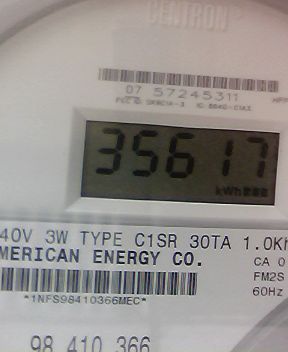 CENTRON®
07 57245311
35617
kWh
40V 3W TYPE C1SR 30TA 1.0Kh
MERICAN ENERGY CO.
CA 0
FM2S
60Hz
*1NFS98410366MEC*
98 410 366